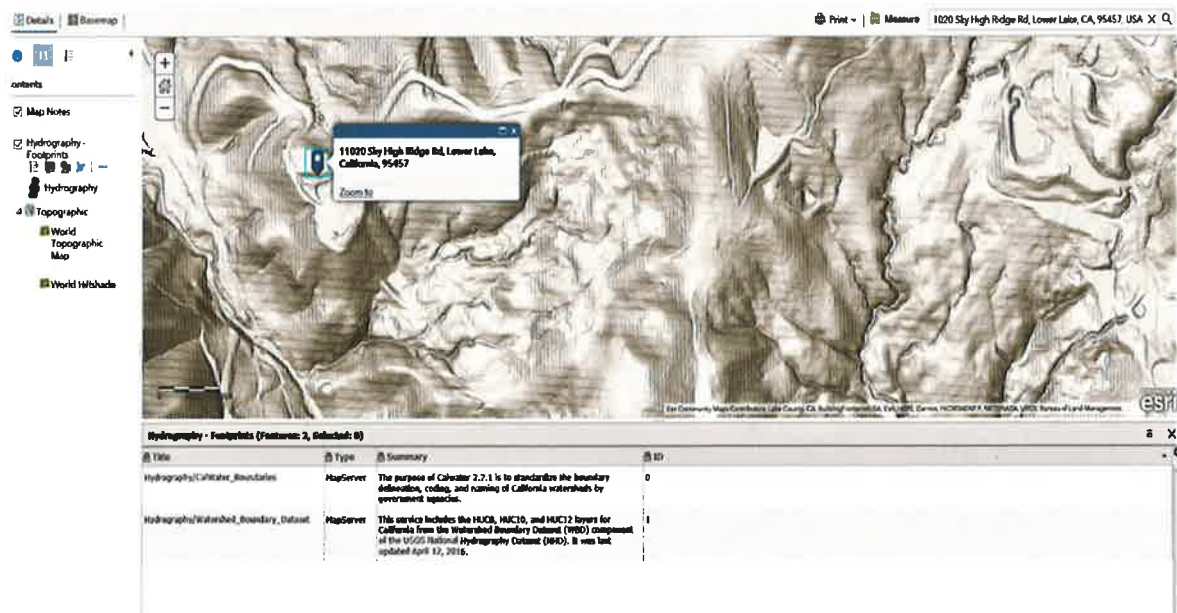 Details | Basemap
Print | Measure
1020 Sky High Ridge Rd, Lower Lake, CA, 95457, USA X
ontents
Map Notes
Hydrography -
Footprints
Hydrography
Topographic
World
Topographic
Map
World Hillshade
+
−
11020 Sky High Ridge Rd, Lower Lake,
California, 95457
Zoom to
esri
Hydrography - Footprints (Features: 2, Selected: 0)
Title Type Summary ID
Hydrography/CalWater_Boundaries MapServer The purpose of Calwater 2.2.1 is to standardize the boundary 0
delineation, coding, and naming of California watersheds by
government agencies.
Hydrography/Watershed_Boundary_Dataset MapServer This service includes the HUC8, HUC10, and HUC12 layers for 1
California from the Watershed Boundary Dataset (WBD) component
of the USGS National Hydrography Dataset (NHD). It was last
updated April 12, 2016.